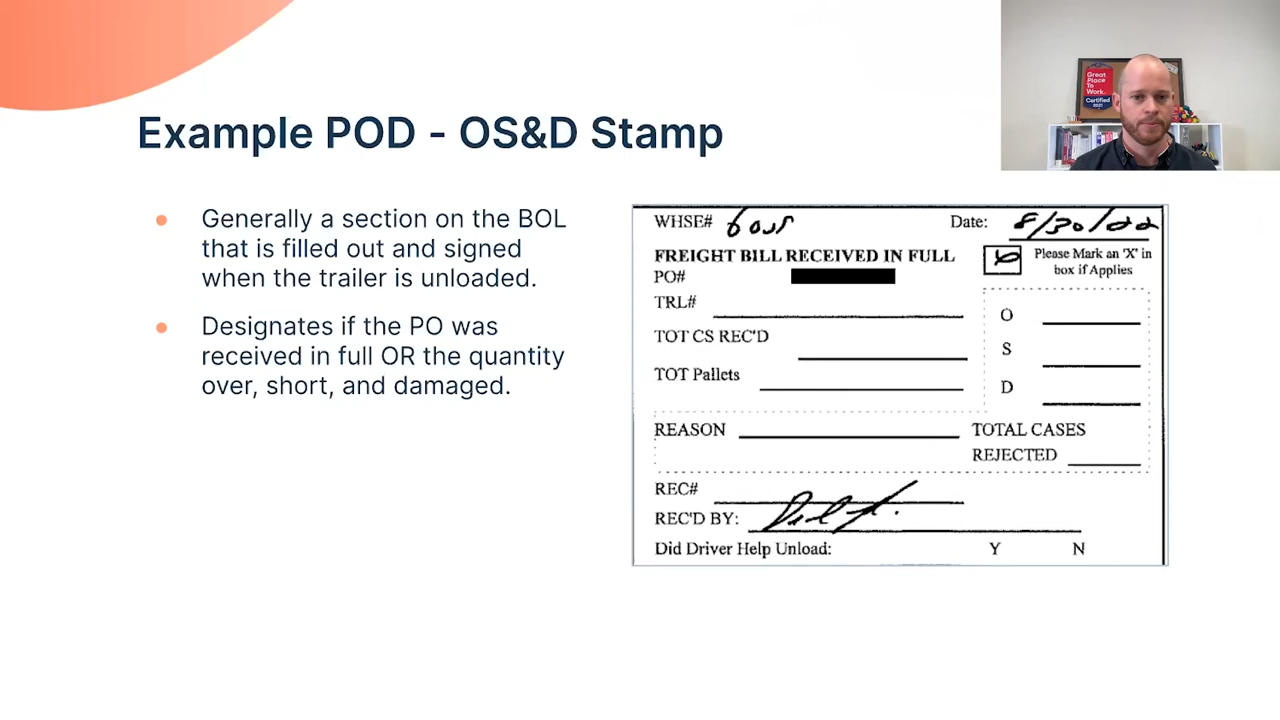 Great
Place
To
Work.
Certified
Example POD - OS&D Stamp
● Generally a section on the BOL
that is filled out and signed
when the trailer is unloaded.
● Designates if the PO was
received in full OR the quantity
over, short, and damaged.
WHSE# Date: 8/30/22
FREIGHT BILL RECEIVED IN FULL Please Mark an 'X' in
box if Applies
PO#
TRL#
O
TOT CS REC'D
S
TOT Pallets
D
REASON TOTAL CASES
REJECTED
REC#
REC'D BY:
Did Driver Help Unload: Y N